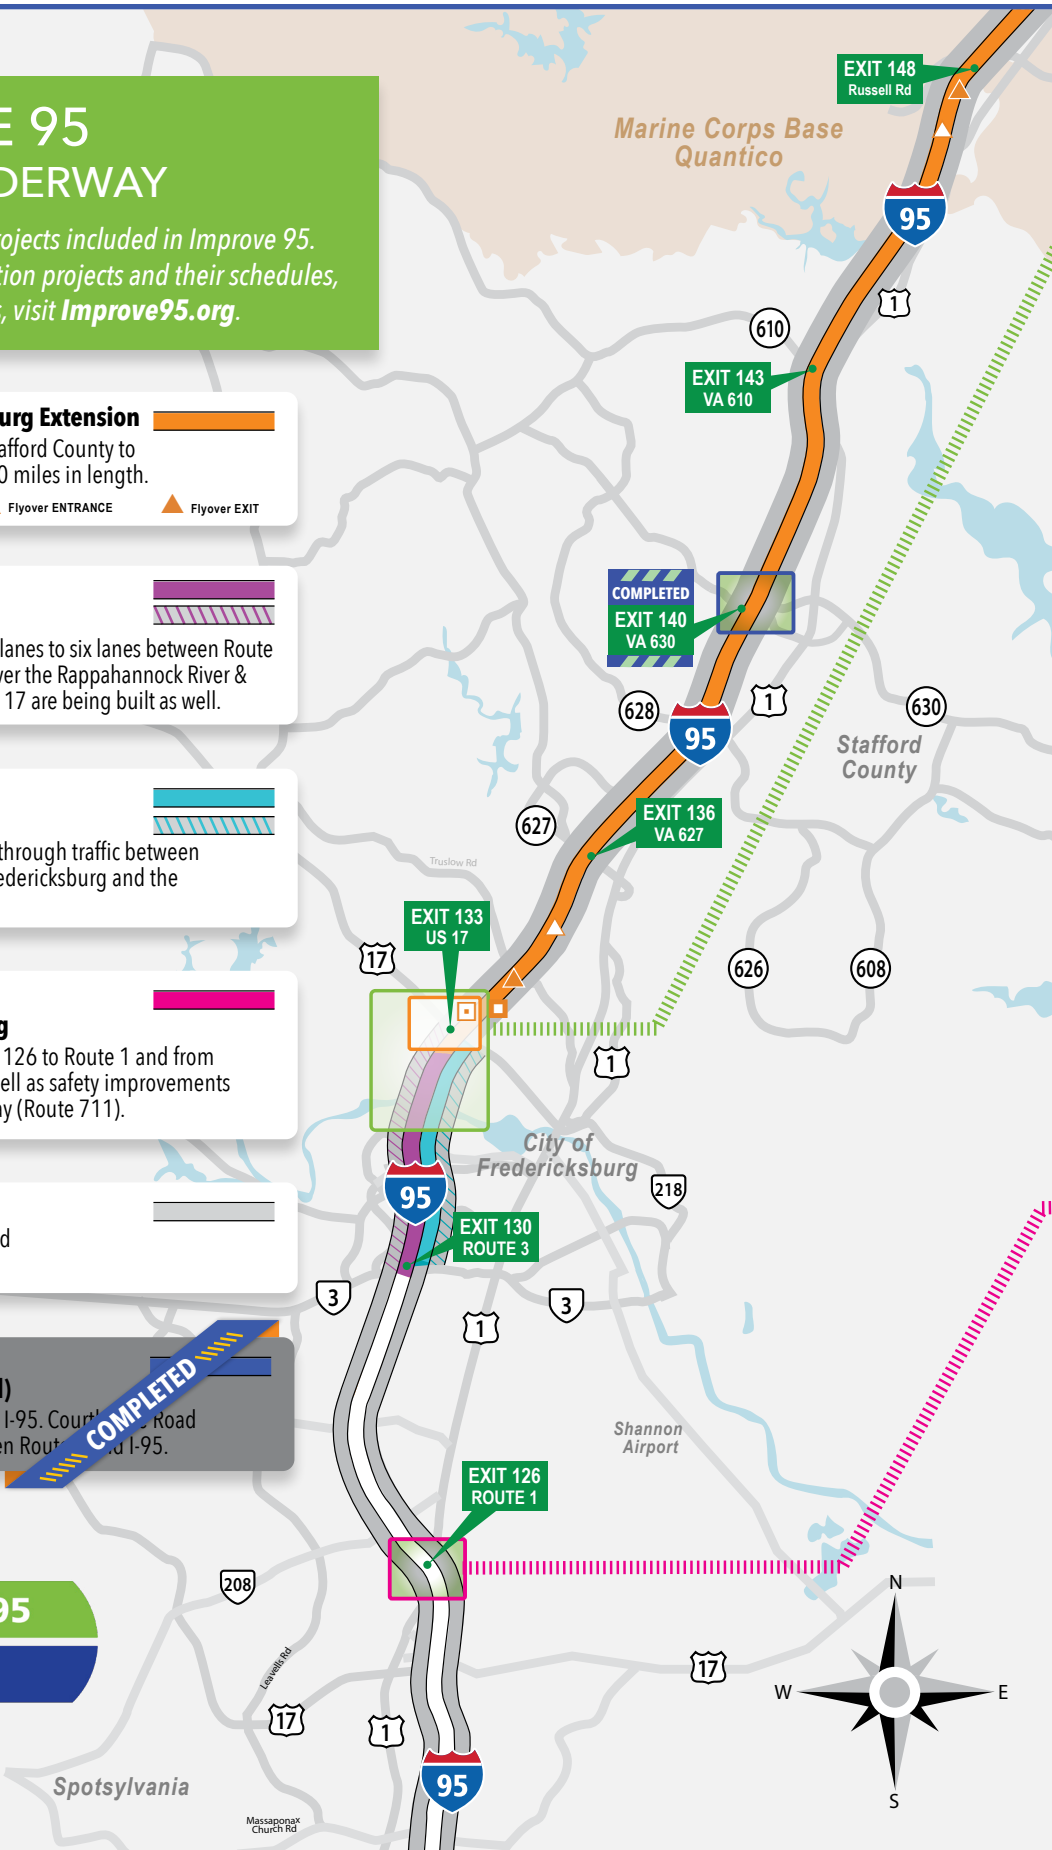 E 95
DERWAY
ojects included in Improve 95.
tion projects and their schedules,
s, visit Improve95.org.
urg Extension
afford County to
0 miles in length.
Flyover ENTRANCE
Flyover EXIT
lanes to six lanes between Route
ver the Rappahannock River &
17 are being built as well.
through traffic between
edericksburg and the
g
126 to Route 1 and from
ell as safety improvements
ay (Route 711).
d
l)
I-95. Court Road
en Rout d I-95.
COMPLETED
95
EXIT 148
Russell Rd
Marine Corps Base
Quantico
95
1
610
EXIT 143
VA 610
COMPLETED
EXIT 140
VA 630
628
1
630
95
Stafford
County
EXIT 136
VA 627
627
Truslow Rd
EXIT 133
US 17
17
626
608
1
City of
Fredericksburg
218
95
EXIT 130
ROUTE 3
3
3
1
Shannon
Airport
EXIT 126
ROUTE 1
208
Leavells Rd
17
17
1
95
Spotsylvania
Massaponax
Church Rd
N
W
E
S